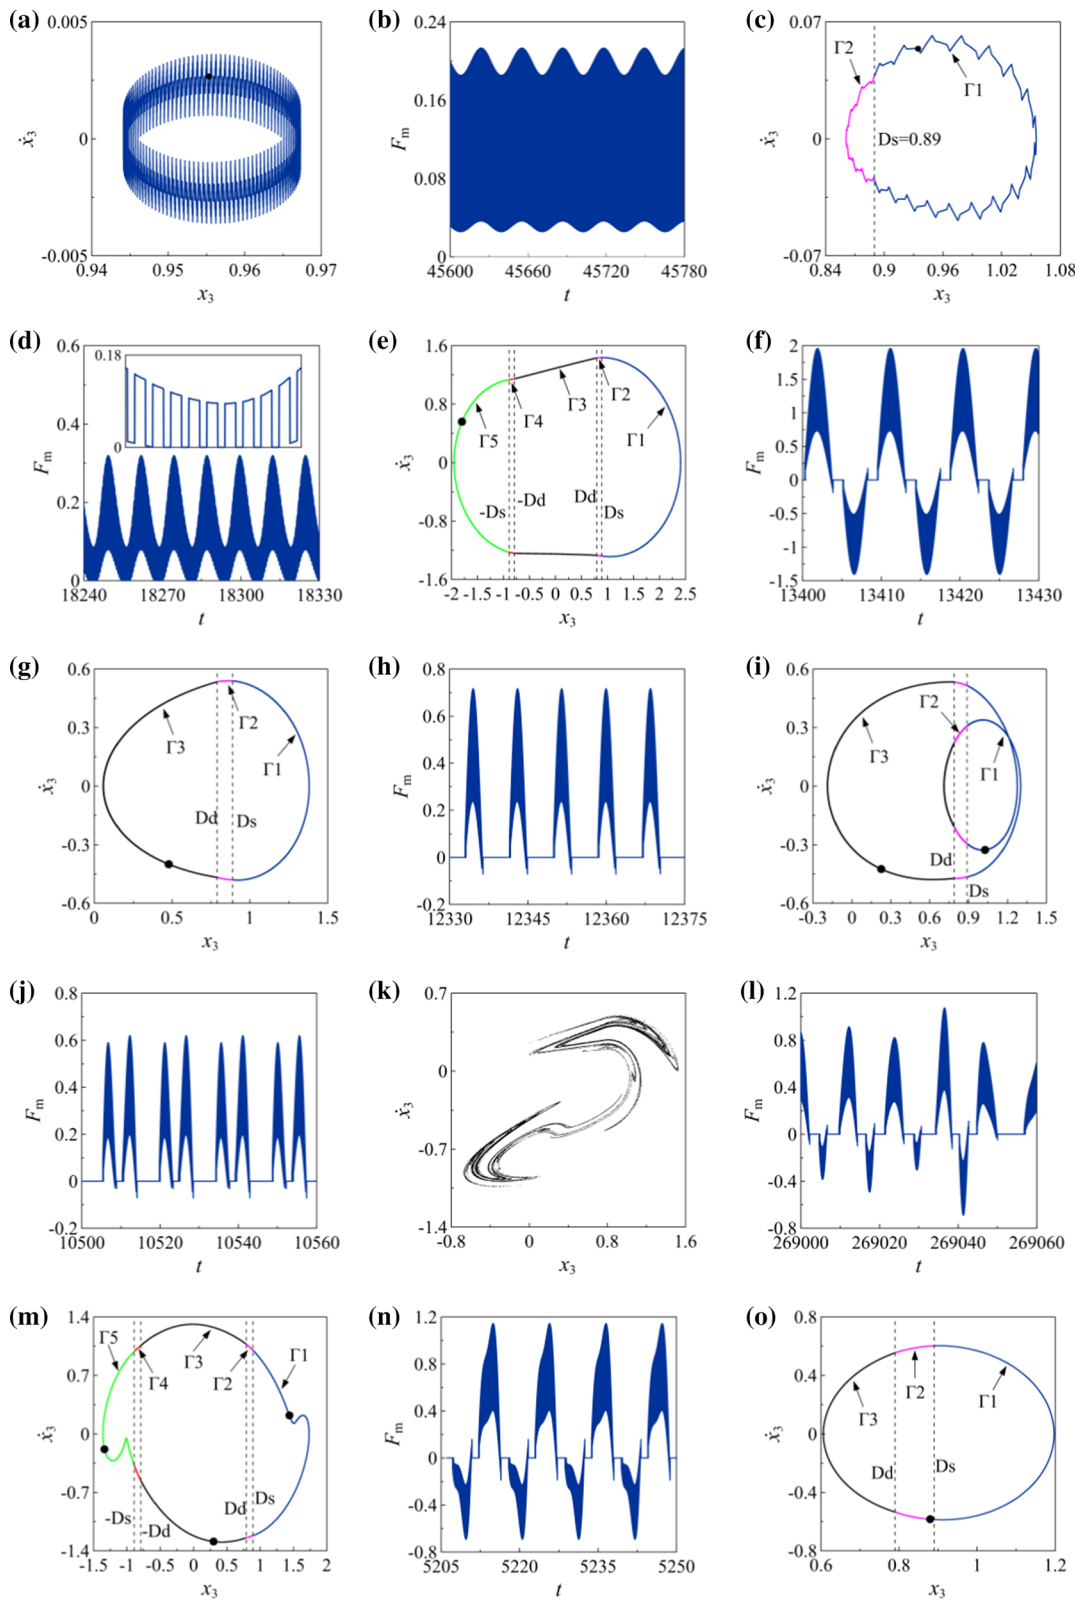 (a)
0.005
0
-0.005
ẋ3
0.94
0.95
0.96
0.97
x3
(b)
0.24
0.16
0.08
0
Fm
45600
45660
45720
45780
t
(c)
0.07
0
-0.07
ẋ3
Γ2
Γ1
Ds=0.89
0.84
0.9
0.96
1.02
1.08
x3
(d)
0.6
0.4
0.2
0
Fm
0.18
0
18240
18270
18300
18330
t
(e)
1.6
0.8
0
-0.8
-1.6
ẋ3
Γ5
Γ4
Γ3
Γ2
Γ1
-Ds
-Dd
Dd
Ds
-2
-1.5
-1
-0.5
0
0.5
1
1.5
2
2.5
x3
(f)
2
1.5
1
0.5
0
-0.5
-1
-1.5
Fm
13400
13410
13420
13430
t
(g)
0.6
0.3
0
-0.3
-0.6
ẋ3
Γ3
Γ2
Γ1
Dd
Ds
0
0.5
1
1.5
x3
(h)
0.8
0.6
0.4
0.2
0
-0.2
Fm
12330
12345
12360
12375
t
(i)
0.6
0.3
0
-0.3
-0.6
ẋ3
Γ3
Γ2
Γ1
Dd
Ds
-0.3
0
0.3
0.6
0.9
1.2
1.5
x3
(j)
0.8
0.6
0.4
0.2
0
-0.2
Fm
10500
10520
10540
10560
t
(k)
0.7
0
-0.7
-1.4
ẋ3
-0.8
0
0.8
1.6
x3
(l)
1.2
0.8
0.4
0
-0.4
-0.8
Fm
269000
269020
269040
269060
t
(m)
1.4
0.7
0
-0.7
-1.4
ẋ3
Γ5
Γ4
Γ3
Γ2
Γ1
-Ds
-Dd
Dd
Ds
-1.5
-1
-0.5
0
0.5
1
1.5
2
x3
(n)
1.2
0.8
0.4
0
-0.4
-0.8
Fm
5205
5220
5235
5250
t
(o)
0.8
0.4
0
-0.4
-0.8
ẋ3
Γ3
Γ2
Γ1
Dd
Ds
0.6
0.8
1
1.2
x3